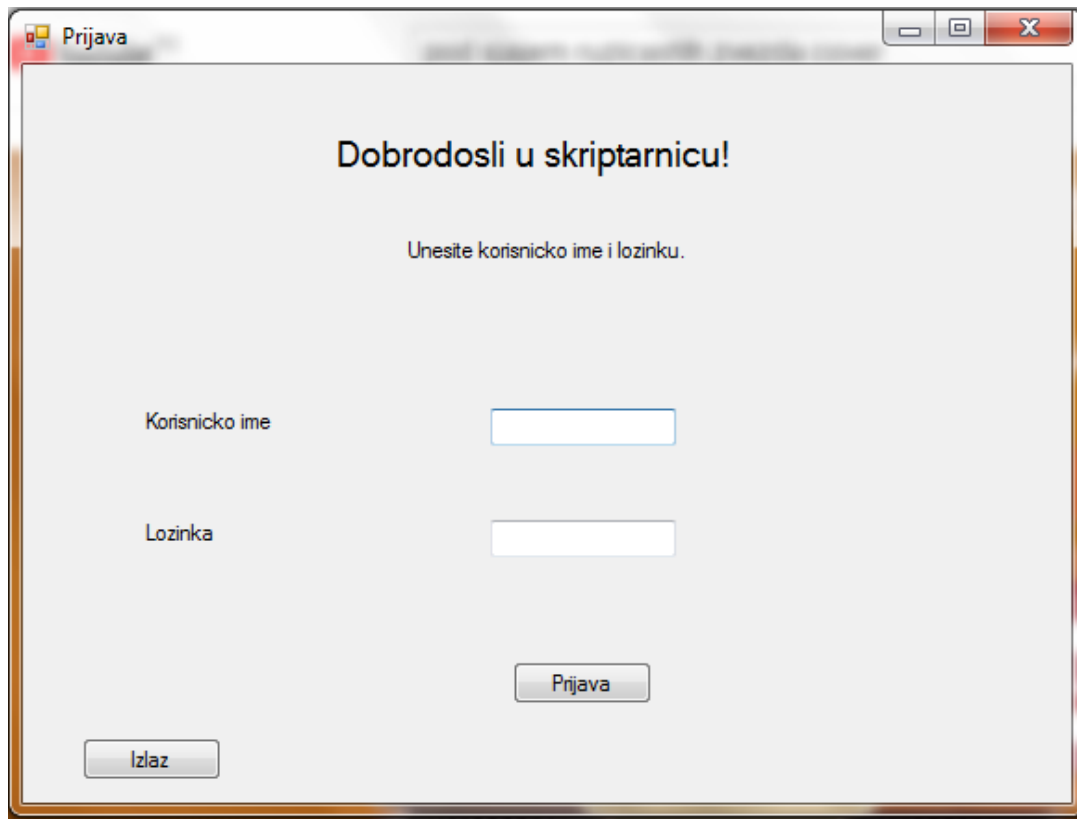 Prijava
Dobrodosli u skriptarnicu!
Unesite korisnicko ime i lozinku.
Korisnicko ime
Lozinka
Prijava
Izlaz